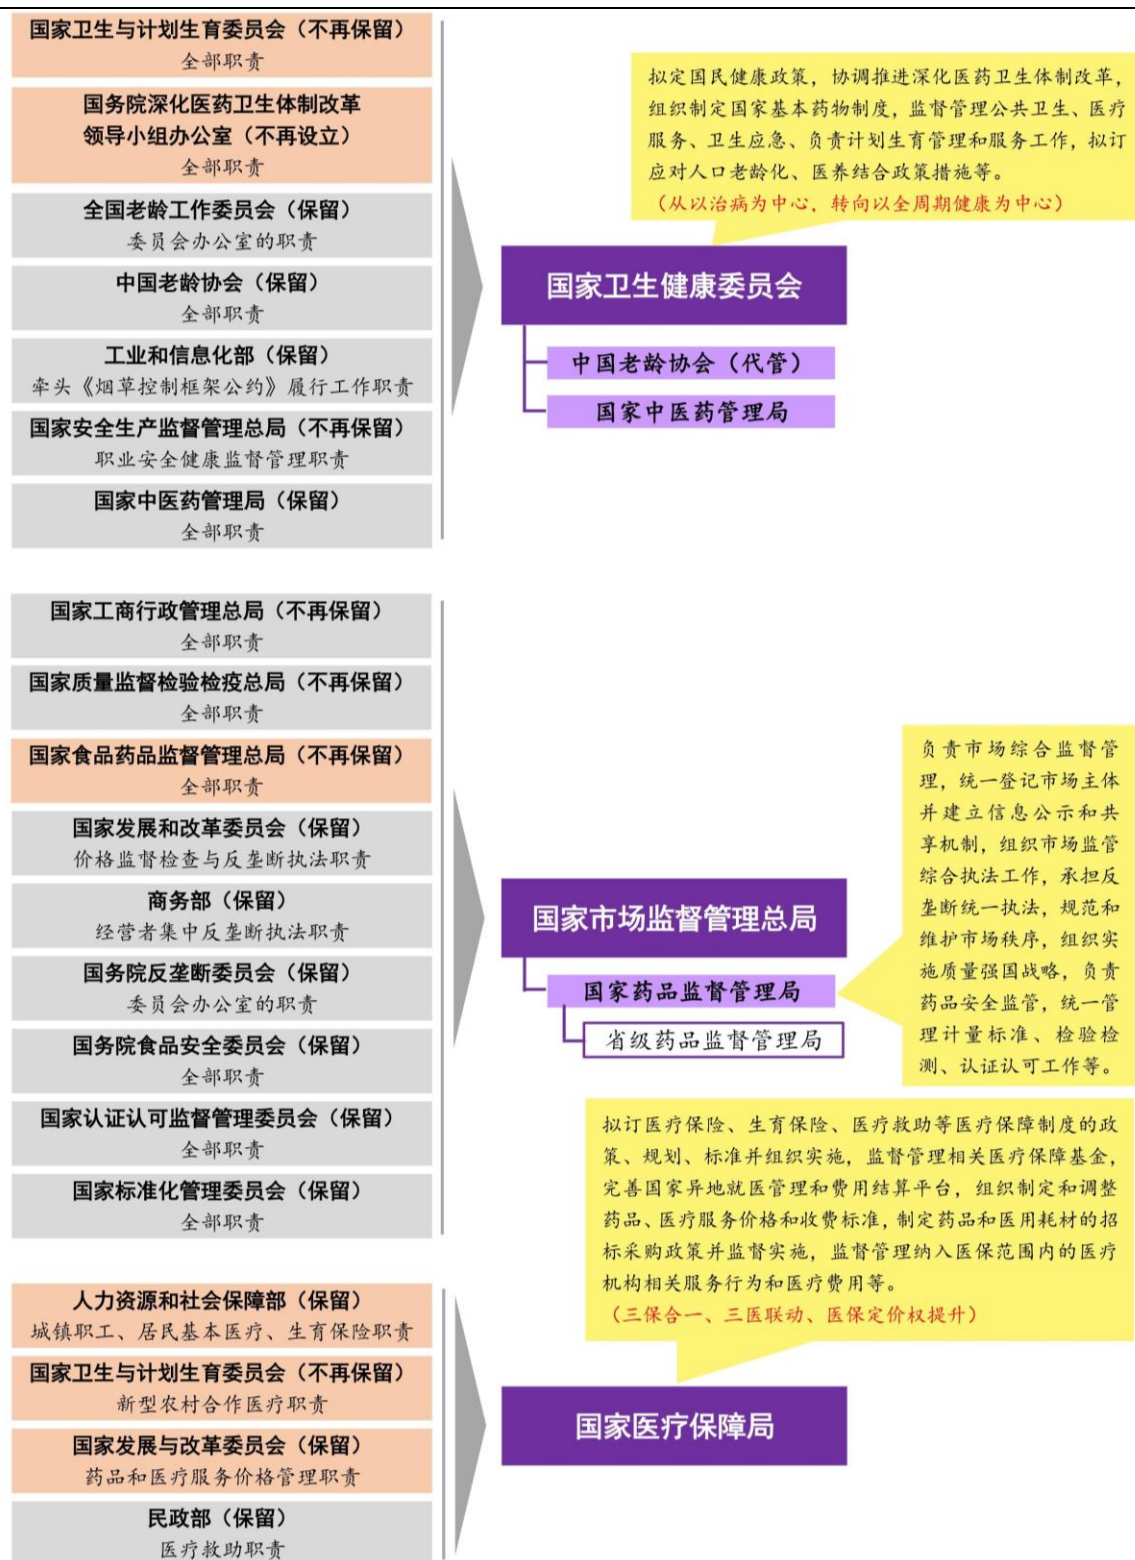 国家卫生与计划生育委员会（不再保留）
全部职责
国务院深化医药卫生体制改革
领导小组办公室（不再设立）
全部职责
全国老龄工作委员会（保留）
委员会办公室的职责
中国老龄协会（保留）
全部职责
工业和信息化部（保留）
牵头《烟草控制框架公约》履行工作职责
国家安全生产监督管理总局（不再保留）
职业安全健康监督管理职责
国家中医药管理局（保留）
全部职责
拟定国民健康政策，协调推进深化医药卫生体制改革，
组织制定国家基本药物制度，监督管理公共卫生、医疗
服务、卫生应急、负责计划生育管理和服务工作，拟订
应对人口老龄化、医养结合政策措施等。
（从以治病为中心，转向以全周期健康为中心）
国家卫生健康委员会
中国老龄协会（代管）
国家中医药管理局
国家工商行政管理总局（不再保留）
全部职责
国家质量监督检验检疫总局（不再保留）
全部职责
国家食品药品监督管理总局（不再保留）
全部职责
国家发展和改革委员会（保留）
价格监督检查与反垄断执法职责
商务部（保留）
经营者集中反垄断执法职责
国务院反垄断委员会（保留）
委员会办公室的职责
国务院食品安全委员会（保留）
全部职责
国家认证认可监督管理委员会（保留）
全部职责
国家标准化管理委员会（保留）
全部职责
国家市场监督管理总局
国家药品监督管理局
省级药品监督管理局
负责市场综合监督管
理，统一登记市场主体
并建立信息公示和共
享机制，组织市场监管
综合执法工作，承担反
垄断统一执法，规范和
维护市场秩序，组织实
施质量强国战略，负责
药品安全监管，统一管
理计量标准、检验检
测、认证认可工作等。
人力资源和社会保障部（保留）
城镇职工、居民基本医疗、生育保险职责
国家卫生与计划生育委员会（不再保留）
新型农村合作医疗职责
国家发展与改革委员会（保留）
药品和医疗服务价格管理职责
民政部（保留）
医疗救助职责
拟订医疗保险、生育保险、医疗救助等医疗保障制度的政
策、规划、标准并组织实施，监督管理相关医疗保障基金，
完善国家异地就医管理和费用结算平台，组织制定和调整
药品、医疗服务价格和收费标准，制定药品和医用耗材的招
标采购政策并监督实施，监督管理纳入医保范围内的医疗
机构相关服务行为和医疗费用等。
（三保合一、三医联动、医保定价权提升）
国家医疗保障局